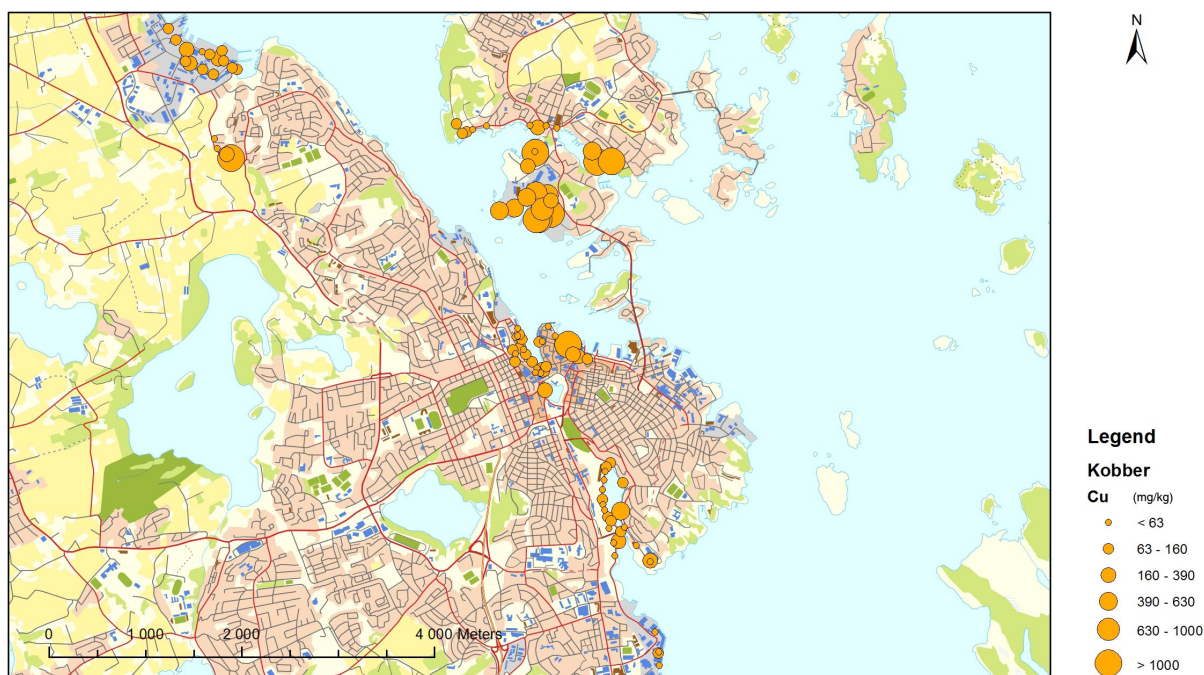 N
Legend
Kobber
Cu (mg/kg)
< 63
63 - 160
160 - 390
390 - 630
630 - 1000
> 1000
0 1 000 2 000 4 000 Meters